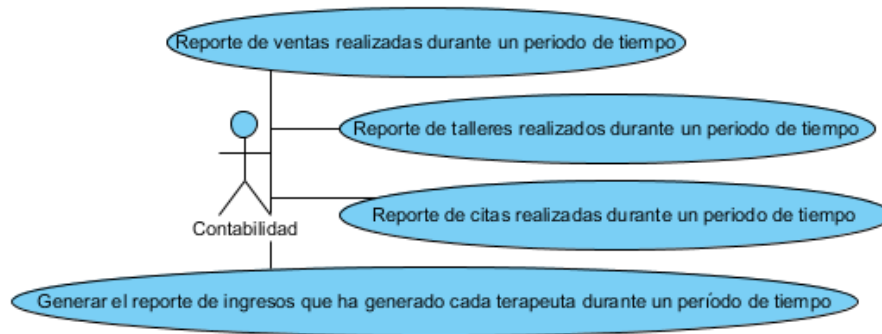 Reporte de ventas realizadas durante un periodo de tiempo
Reporte de talleres realizados durante un periodo de tiempo
Reporte de citas realizadas durante un periodo de tiempo
Contabilidad
Generar el reporte de ingresos que ha generado cada terapeuta durante un período de tiempo